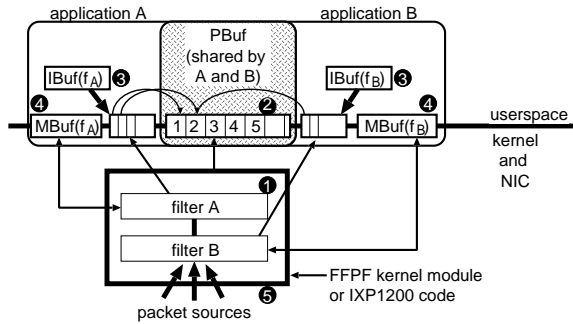 application A
application B
PBuf
(shared by
A and B)
IBuf(fA)
❸
IBuf(fB)
❸
❹
❷
❹
MBuf(fA)
1 2 3 4 5
MBuf(fB)
userspace
kernel
and
NIC
❶
filter A
filter B
❺
FFPF kernel module
or IXP1200 code
packet sources